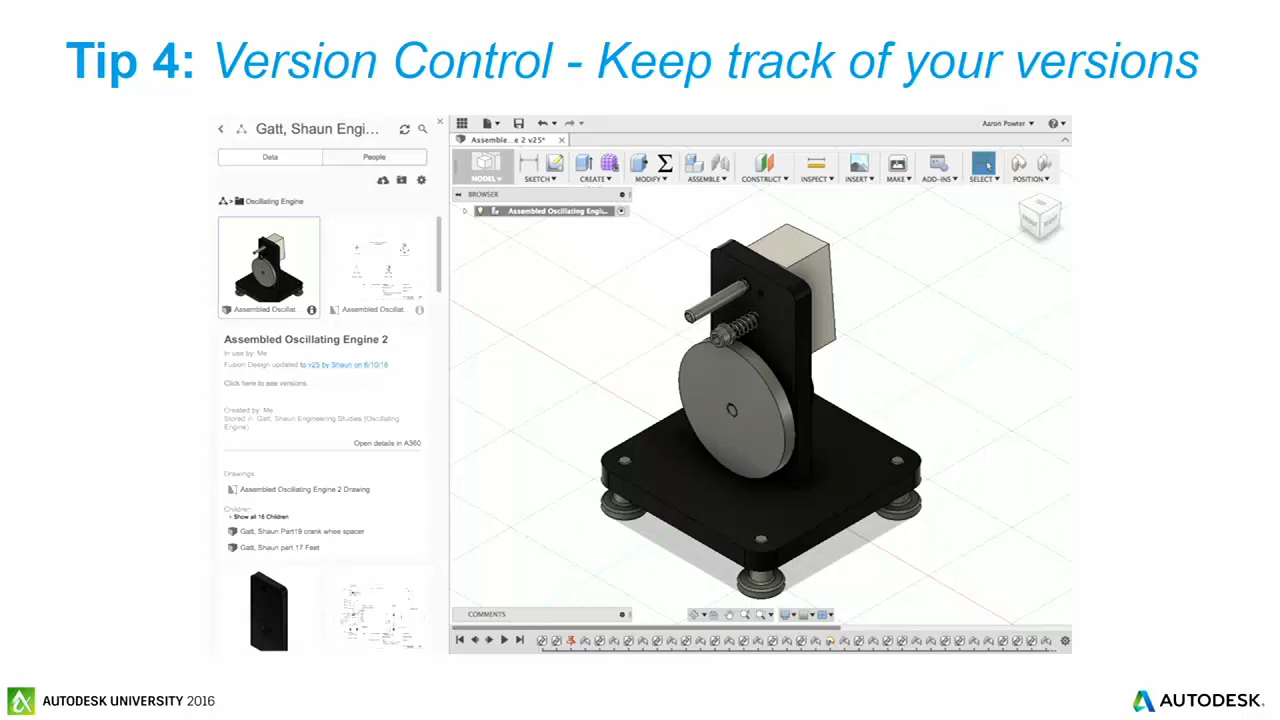 Tip 4: Version Control - Keep track of your versions
Gatt, Shaun Engi...
Data
People
Oscillating Engine
Assembled Oscillat
Assembled Oscillat
Assembled Oscillating Engine 2
In use by: Me
Fusion Design updated to v25 by Shaun on 6/10/16
Click here to see versions.
Created by: Me
Stored in Gatt, Shaun Engineering Studies (Oscillating
Engine)
Open details in A360
Drawings
Assembled Oscillating Engine 2 Drawing
Children
Show all 16 Children
Gatt, Shaun Part19 crank whee spacer
Gatt, Shaun part 17 Feet
Aaron Powter
Assemble...e 2 v25*
MODEL
SKETCH
CREATE
MODIFY
ASSEMBLE
CONSTRUCT
INSPECT
INSERT
MAKE
ADD-INS
SELECT
POSITION
BROWSER
Assembled Oscillating Engi...
COMMENTS
AUTODESK UNIVERSITY 2016
AUTODESK.